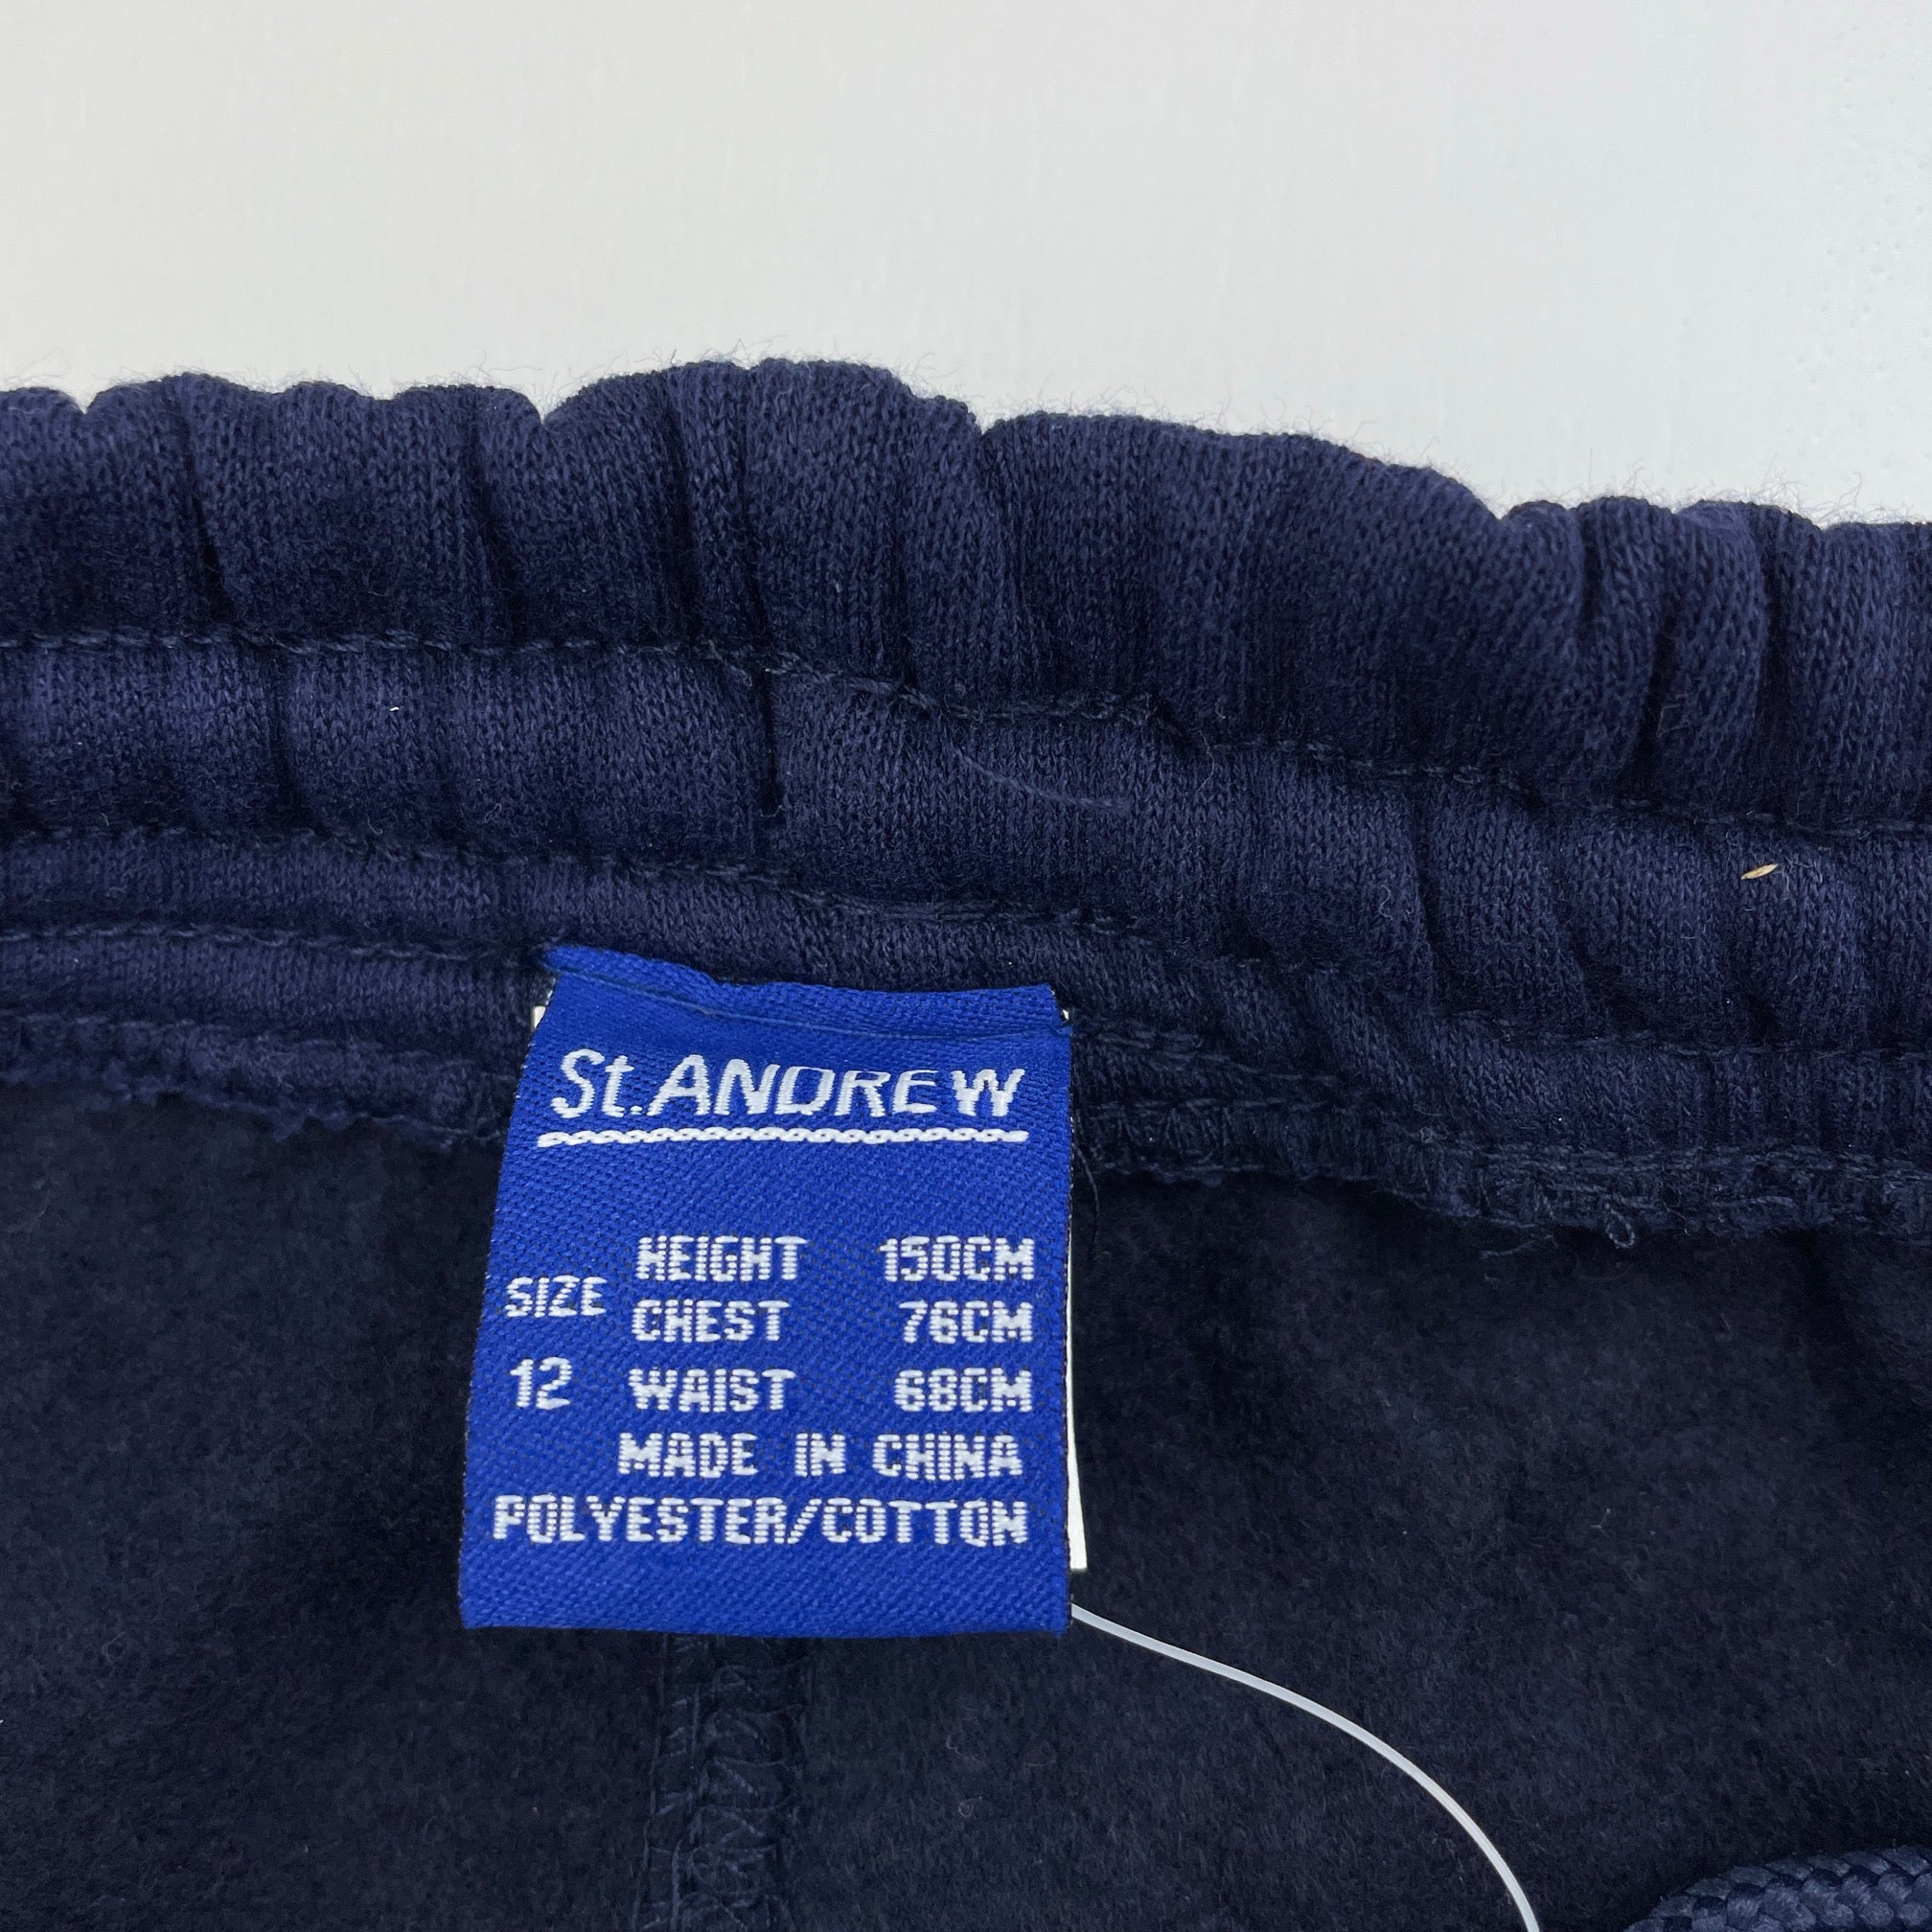 St.ANDREW
SIZE
12
HEIGHT 150CM
CHEST 76CM
WAIST 68CM
MADE IN CHINA
POLYESTER/COTTON